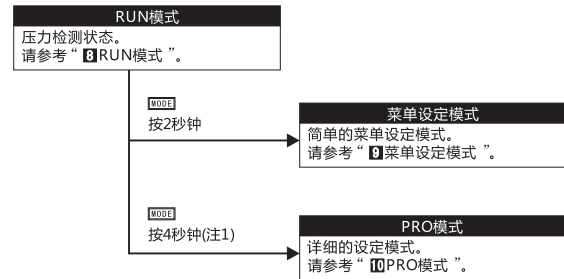 RUN模式
压力检测状态。
请参考“ 8 RUN模式 ”。
MODE
按2秒钟
菜单设定模式
简单的菜单设定模式。
请参考“ 9 菜单设定模式 ”。
MODE
按4秒钟(注1)
PRO模式
详细的设定模式。
请参考“ 10 PRO模式 ”。